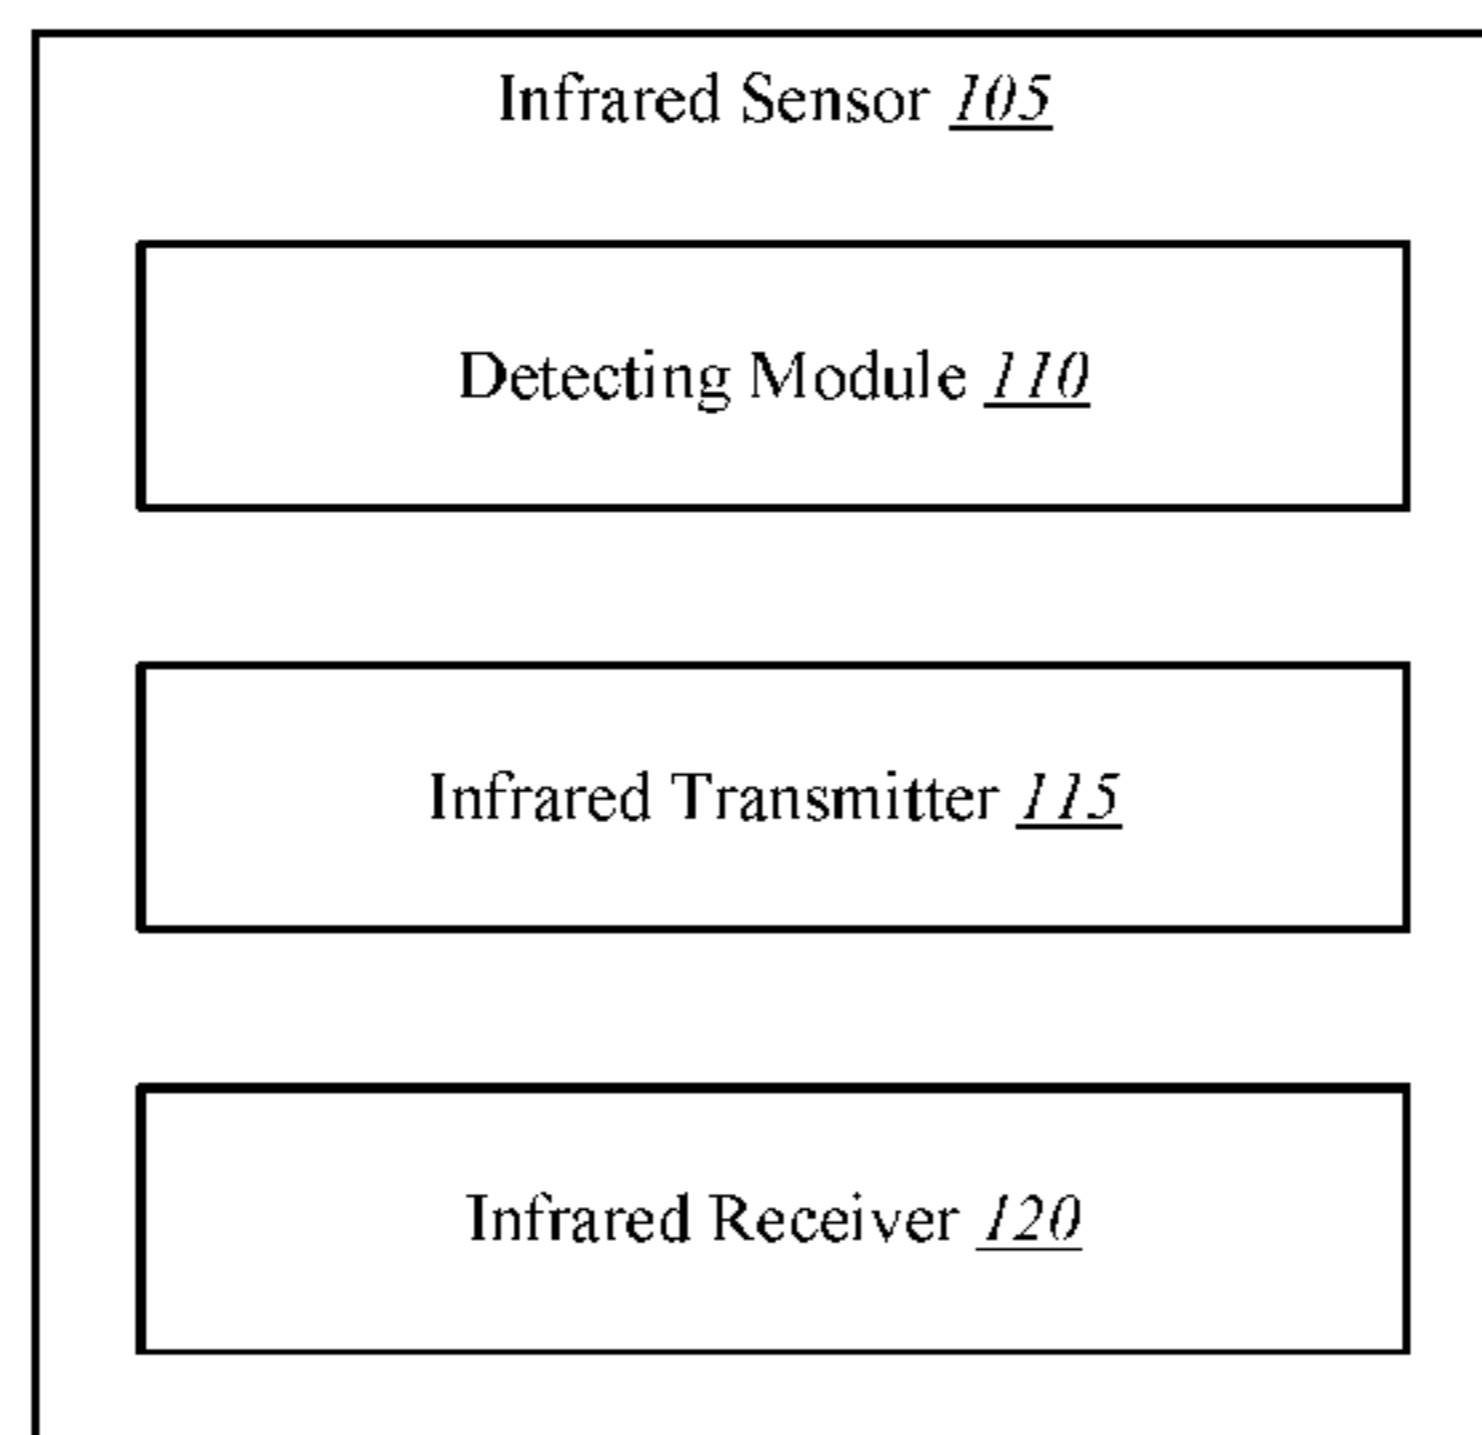 Infrared Sensor 105
Detecting Module 110
Infrared Transmitter 115
Infrared Receiver 120